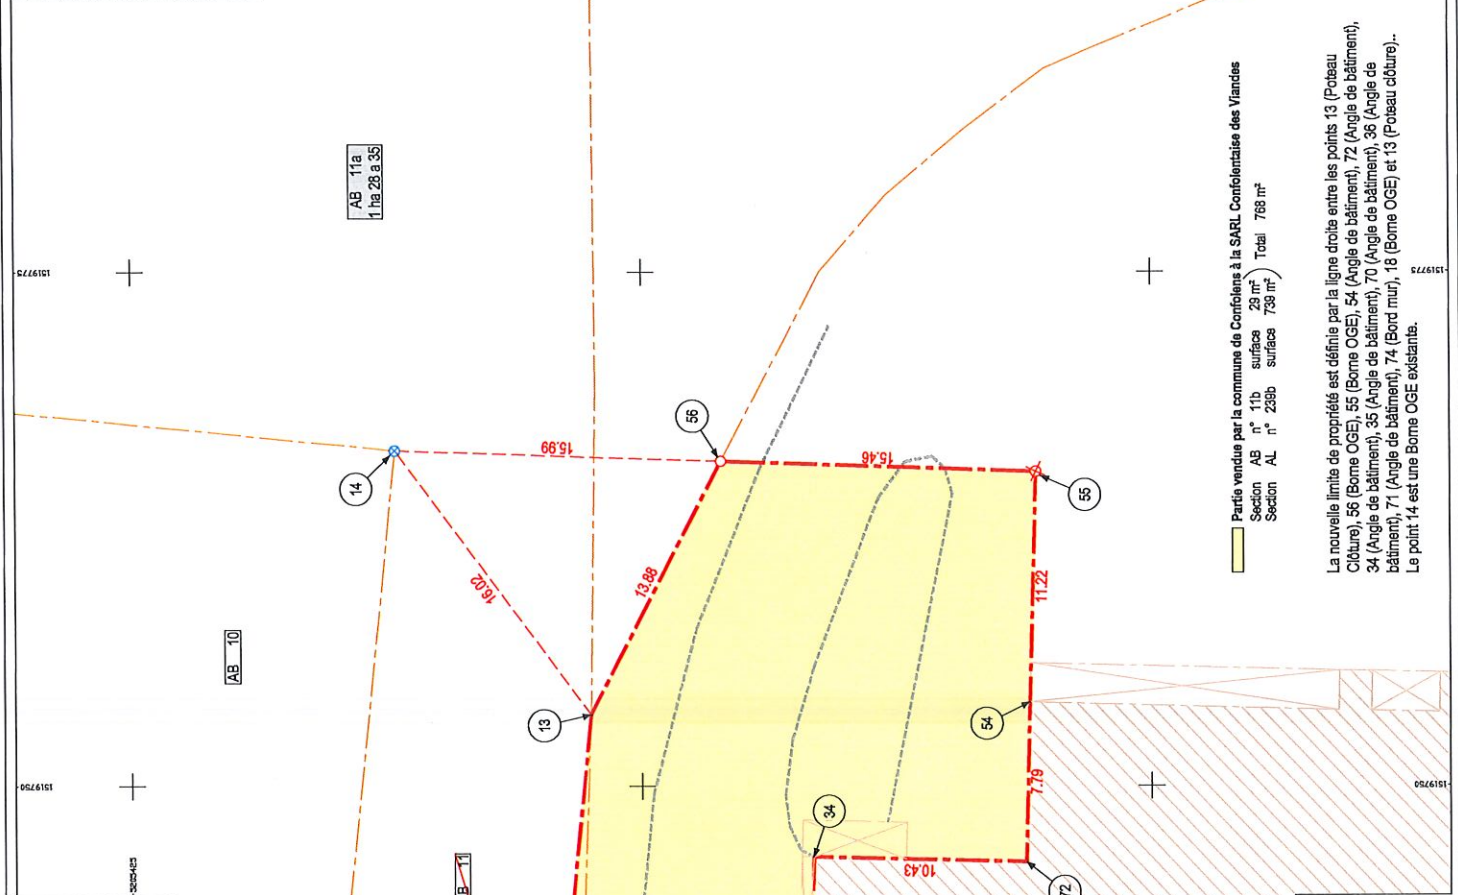 AB 11a
1 ha 28 a 35
1519775
1519775
14
15.99
56
16.02
13.88
15.46
55
AB 10
13
11.22
54
7.79
34
10.43
72
1519750
1519750
11
Partie vendue par la commune de Confolens à la SARL Confolentaise des Viandes
Section AB n° 11b surface 29 m²
Section AL n° 239b surface 739 m²
) Total 768 m²
La nouvelle limite de propriété est définie par la ligne droite entre les points 13 (Poteau
Clôture), 56 (Borne OGE), 55 (Borne OGE), 54 (Angle de bâtiment), 72 (Angle de bâtiment),
34 (Angle de bâtiment), 35 (Angle de bâtiment), 70 (Angle de bâtiment), 36 (Angle de
bâtiment), 71 (Angle de bâtiment), 74 (Bord mur), 18 (Borne OGE) et 13 (Poteau clôture)..
Le point 14 est une Borne OGE existante.